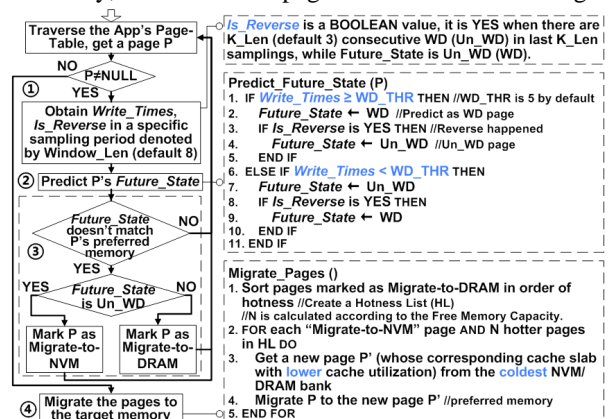 Traverse the App's Page-
Table, get a page P
NO
P≠NULL
①
YES
Obtain Write_Times,
Is_Reverse in a specific
sampling period denoted
by Window_Len (default 8)
② Predict P's Future_State
Future_State
doesn't match
P's preferred
memory
NO
③
YES
YES
Future_State
is Un_WD
NO
Mark P as
Migrate-to-
NVM
Mark P as
Migrate-to-
DRAM
④ Migrate the pages to
the target memory
Is_Reverse is a BOOLEAN value, it is YES when there are
K_Len (default 3) consecutive WD (Un_WD) in last K_Len
samplings, while Future_State is Un_WD (WD).
Predict_Future_State (P)
1. IF Write_Times ≥ WD_THR THEN //WD_THR is 5 by default
2. Future_State ← WD //Predict as WD page
3. IF Is_Reverse is YES THEN //Reverse happened
4. Future_State ← Un_WD //Un_WD page
5. END IF
6. ELSE IF Write_Times < WD_THR THEN
7. Future_State ← Un_WD
8. IF Is_Reverse is YES THEN
9. Future_State ← WD
10. END IF
11. END IF
Migrate_Pages ()
1. Sort pages marked as Migrate-to-DRAM in order of
hotness //Create a Hotness List (HL)
//N is calculated according to the Free Memory Capacity.
2. FOR each “Migrate-to-NVM” page AND N hotter pages
in HL DO
3. Get a new page P' (whose corresponding cache slab
with lower cache utilization) from the coldest NVM/
DRAM bank
4. Migrate P to the new page P' //preferred memory
5. END FOR